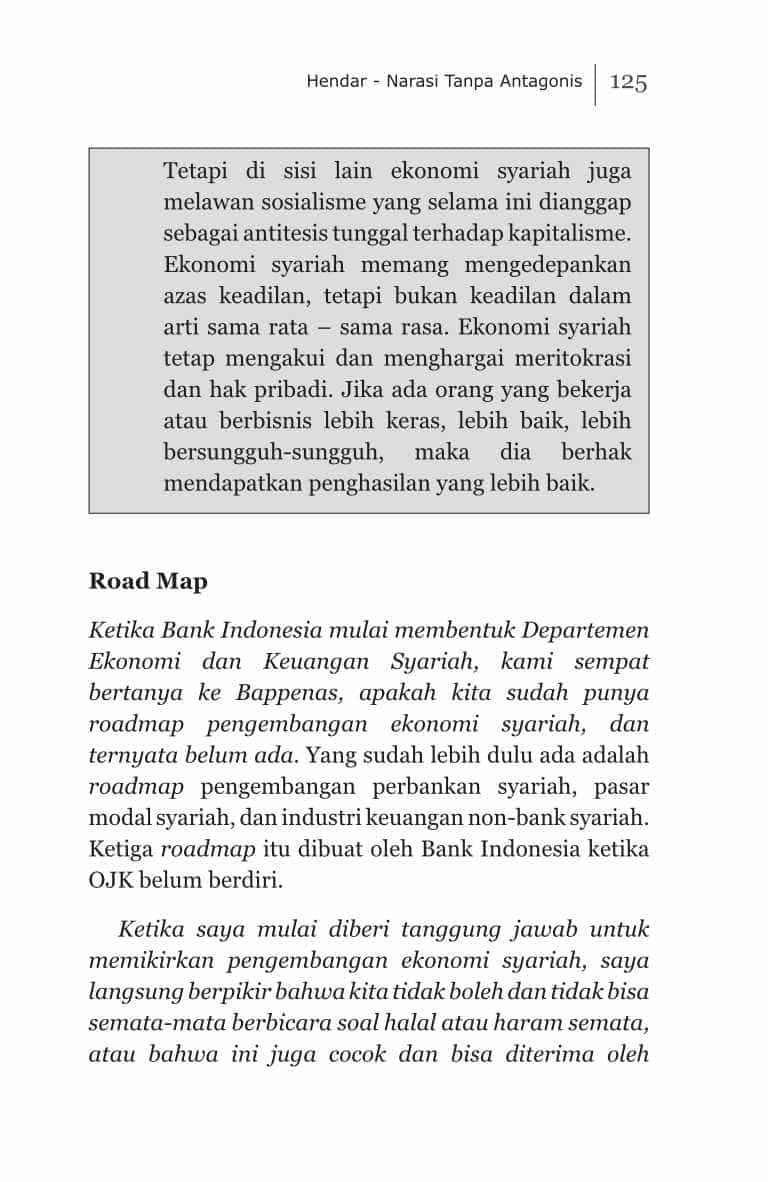 Hendar - Narasi Tanpa Antagonis 125
Tetapi di sisi lain ekonomi syariah juga
melawan sosialisme yang selama ini dianggap
sebagai antitesis tunggal terhadap kapitalisme.
Ekonomi syariah memang mengedepankan
azas keadilan, tetapi bukan keadilan dalam
arti sama rata – sama rasa. Ekonomi syariah
tetap mengakui dan menghargai meritokrasi
dan hak pribadi. Jika ada orang yang bekerja
atau berbisnis lebih keras, lebih baik, lebih
bersungguh-sungguh, maka dia berhak
mendapatkan penghasilan yang lebih baik.
Road Map
Ketika Bank Indonesia mulai membentuk Departemen
Ekonomi dan Keuangan Syariah, kami sempat
bertanya ke Bappenas, apakah kita sudah punya
roadmap pengembangan ekonomi syariah, dan
ternyata belum ada. Yang sudah lebih dulu ada adalah
roadmap pengembangan perbankan syariah, pasar
modal syariah, dan industri keuangan non-bank syariah.
Ketiga roadmap itu dibuat oleh Bank Indonesia ketika
OJK belum berdiri.
Ketika saya mulai diberi tanggung jawab untuk
memikirkan pengembangan ekonomi syariah, saya
langsung berpikir bahwa kita tidak boleh dan tidak bisa
semata-mata berbicara soal halal atau haram semata,
atau bahwa ini juga cocok dan bisa diterima oleh